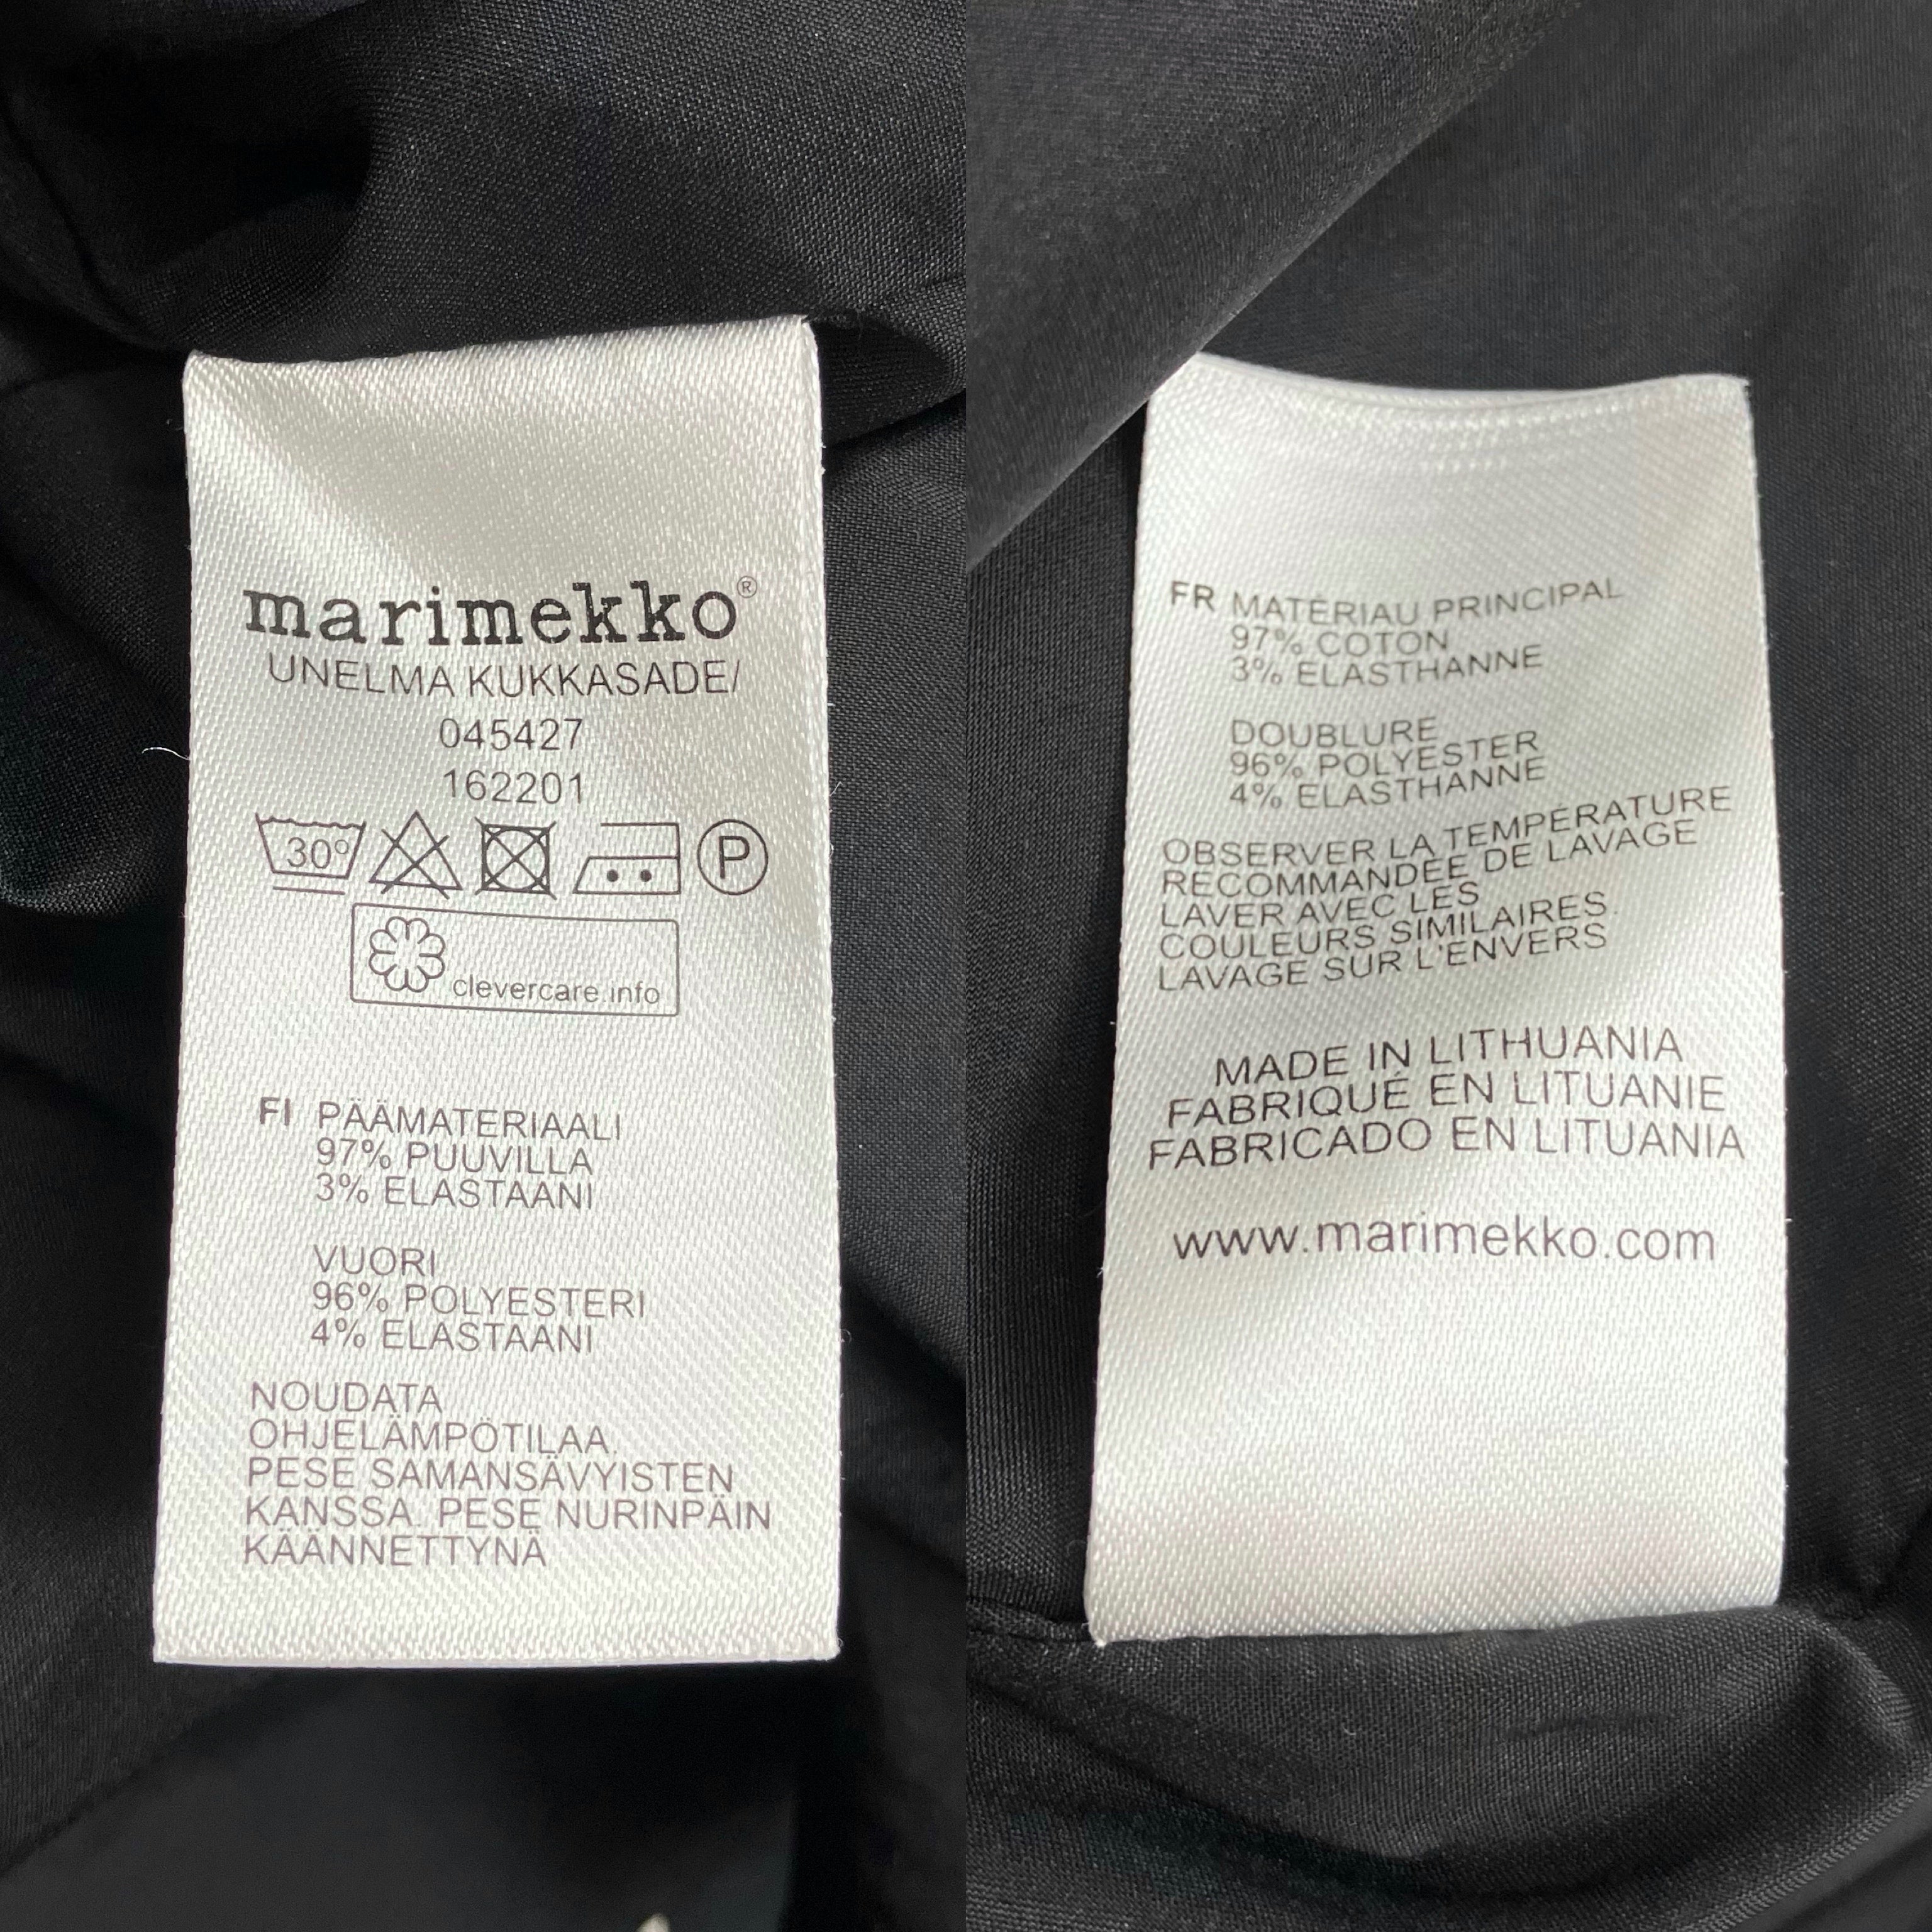 marimekko®
UNELMA KUKKASADE/
045427
162201
30°
P
clevercare.info
FI PÄÄMATERIAALI
97% PUUVILLA
3% ELASTAANI
VUORI
96% POLYESTERI
4% ELASTAANI
NOUDATA
OHJELÄMPÖTILAA.
PESE SAMANSÄVYISTEN
KANSSA. PESE NURINPÄIN
KÄÄNNETTYNÄ
FR MATÉRIAU PRINCIPAL
97% COTON
3% ELASTHANNE
DOUBLURE
96% POLYESTER
4% ELASTHANNE
OBSERVER LA TEMPÉRATURE
RECOMMANDÉE DE LAVAGE
LAVER AVEC LES
COULEURS SIMILAIRES.
LAVAGE SUR L'ENVERS
MADE IN LITHUANIA
FABRIQUÉ EN LITUANIE
FABRICADO EN LITUANIA
www.marimekko.com